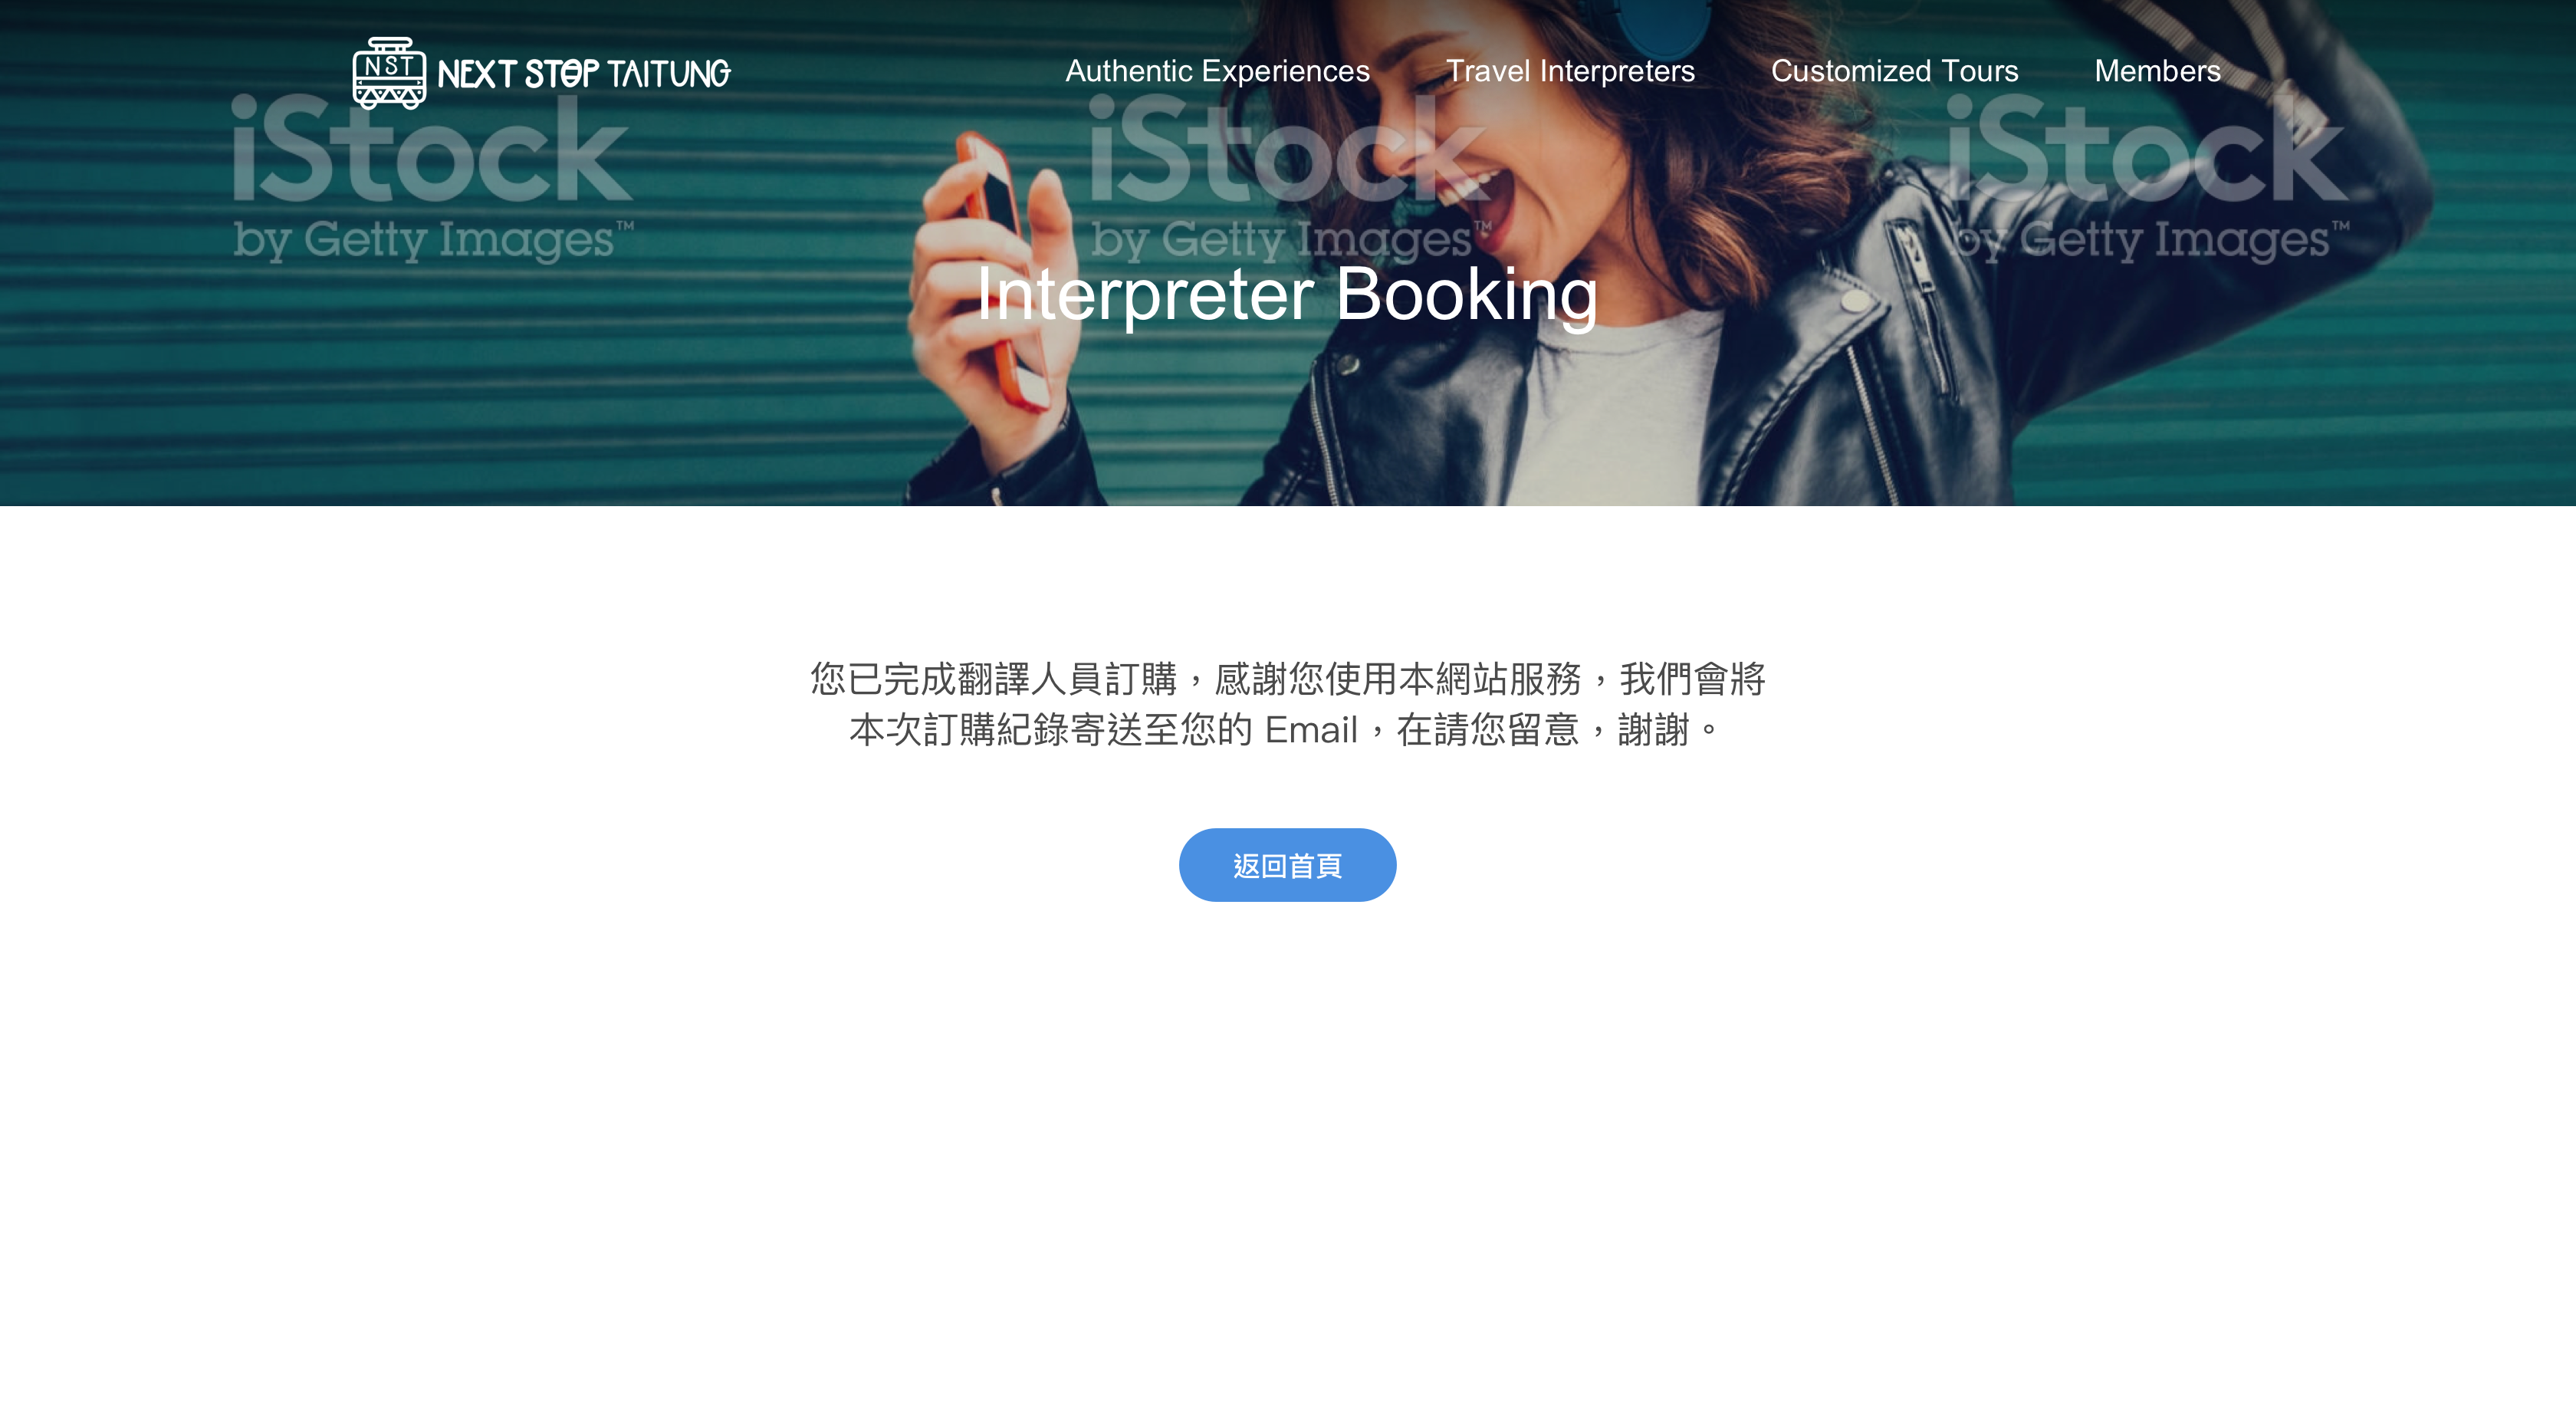 NST
NEXT STOP TAITUNG
Authentic Experiences
Travel Interpreters
Customized Tours
Members
iStock
by Getty Images™
iStock
by Getty Images™
iStock
by Getty Images™
Interpreter Booking
您已完成翻譯人員訂購，感謝您使用本網站服務，我們會將
本次訂購紀錄寄送至您的 Email，在請您留意，謝謝。
返回首頁